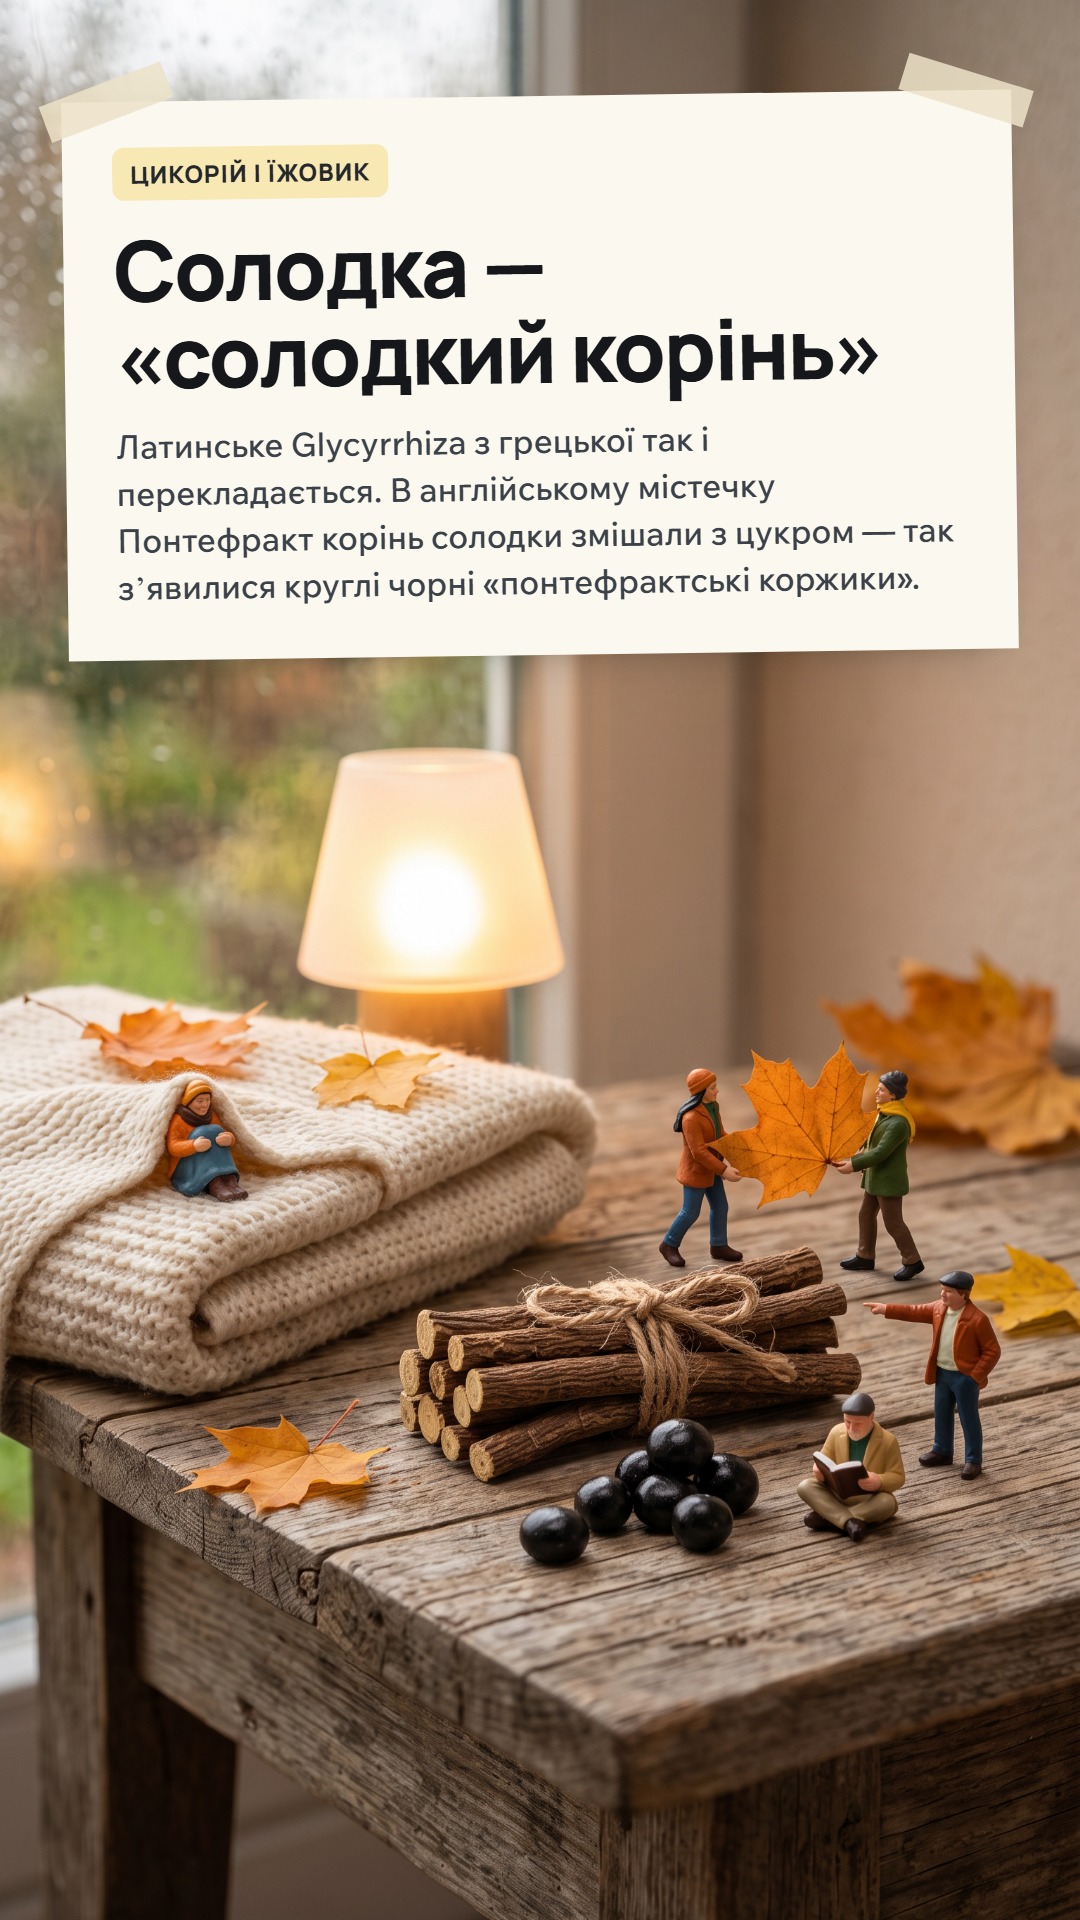 ЦИКОРІЙ І ЇЖОВИК
Солодка —
«солодкий корінь»
Латинське Glycyrrhiza з грецької так і
перекладається. В англійському містечку
Понтефракт корінь солодки змішали з цукром — так
з’явилися круглі чорні «понтефрактські коржики».